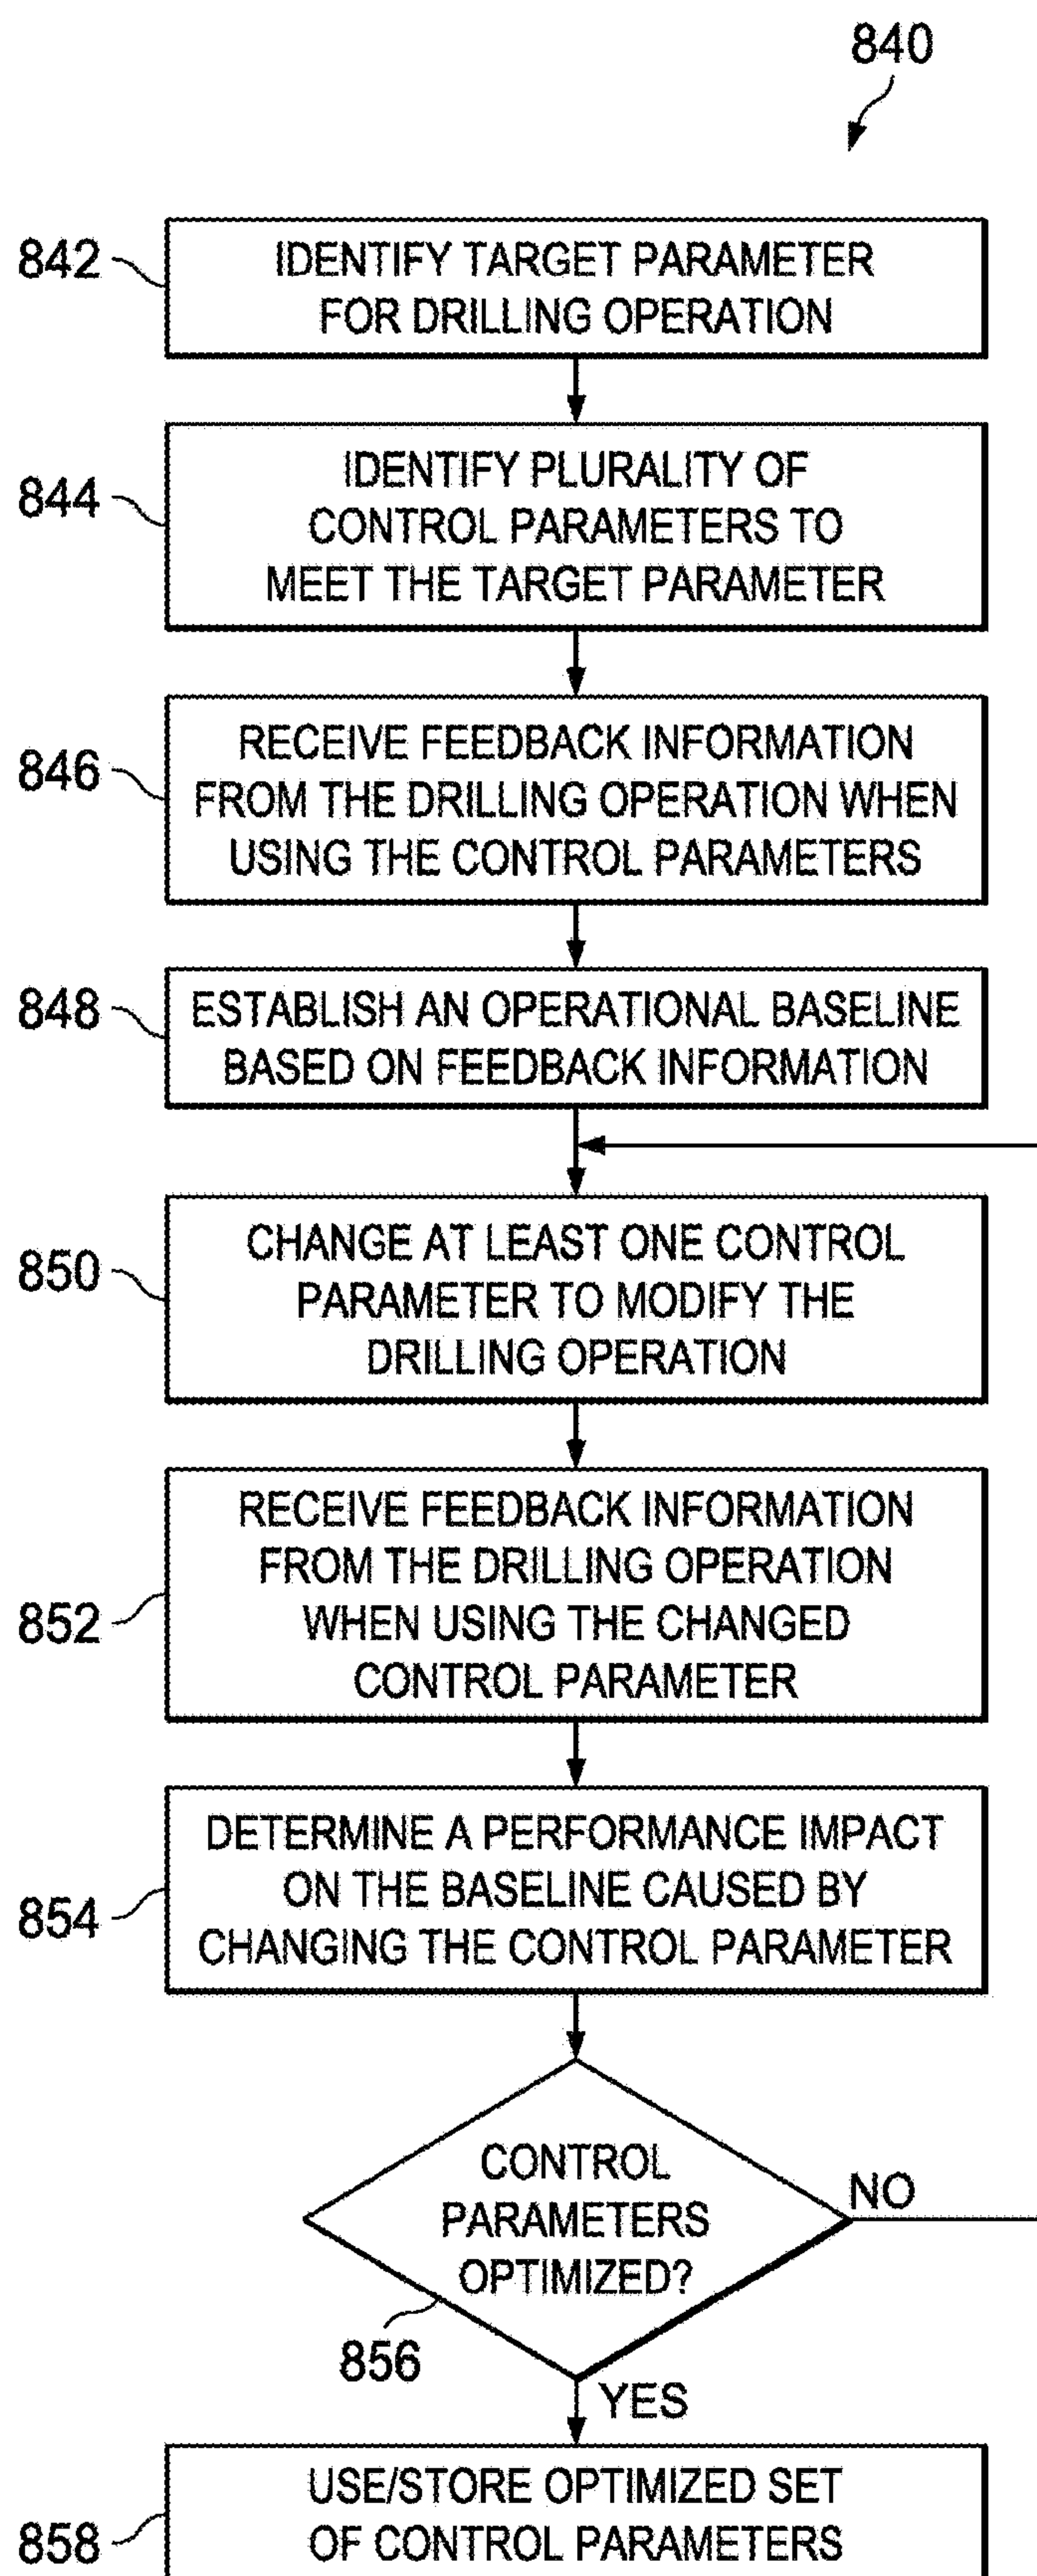 840
842
IDENTIFY TARGET PARAMETER
FOR DRILLING OPERATION
844
IDENTIFY PLURALITY OF
CONTROL PARAMETERS TO
MEET THE TARGET PARAMETER
846
RECEIVE FEEDBACK INFORMATION
FROM THE DRILLING OPERATION WHEN
USING THE CONTROL PARAMETERS
848
ESTABLISH AN OPERATIONAL BASELINE
BASED ON FEEDBACK INFORMATION
850
CHANGE AT LEAST ONE CONTROL
PARAMETER TO MODIFY THE
DRILLING OPERATION
852
RECEIVE FEEDBACK INFORMATION
FROM THE DRILLING OPERATION
WHEN USING THE CHANGED
CONTROL PARAMETER
854
DETERMINE A PERFORMANCE IMPACT
ON THE BASELINE CAUSED BY
CHANGING THE CONTROL PARAMETER
CONTROL
PARAMETERS
OPTIMIZED?
NO
856
YES
858
USE/STORE OPTIMIZED SET
OF CONTROL PARAMETERS